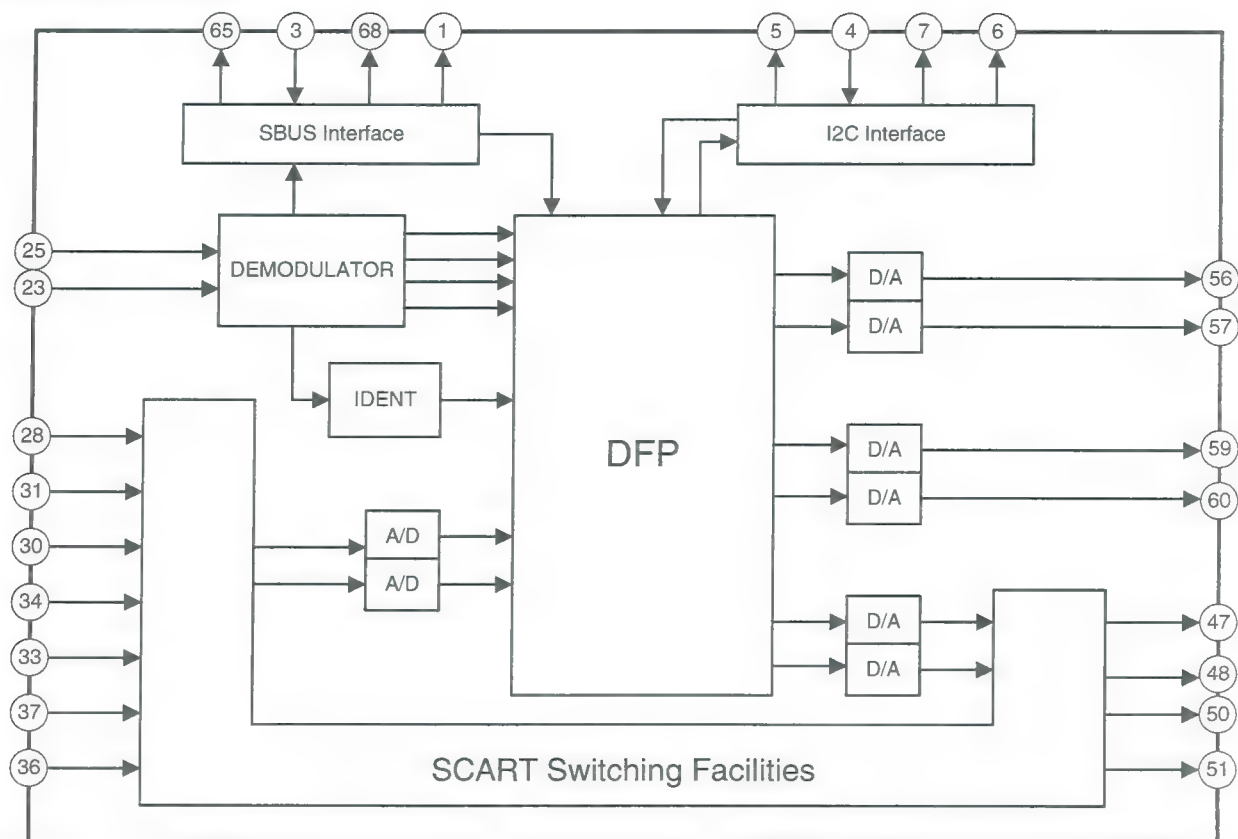 65 3 68 1 5 4 7 6
SBUS Interface
I2C Interface
25
23
DEMODULATOR
IDENT
DFP
D/A
D/A
56
57
28
31
30
34
33
37
36
A/D
A/D
D/A
D/A
59
60
D/A
D/A
47
48
50
51
SCART Switching Facilities